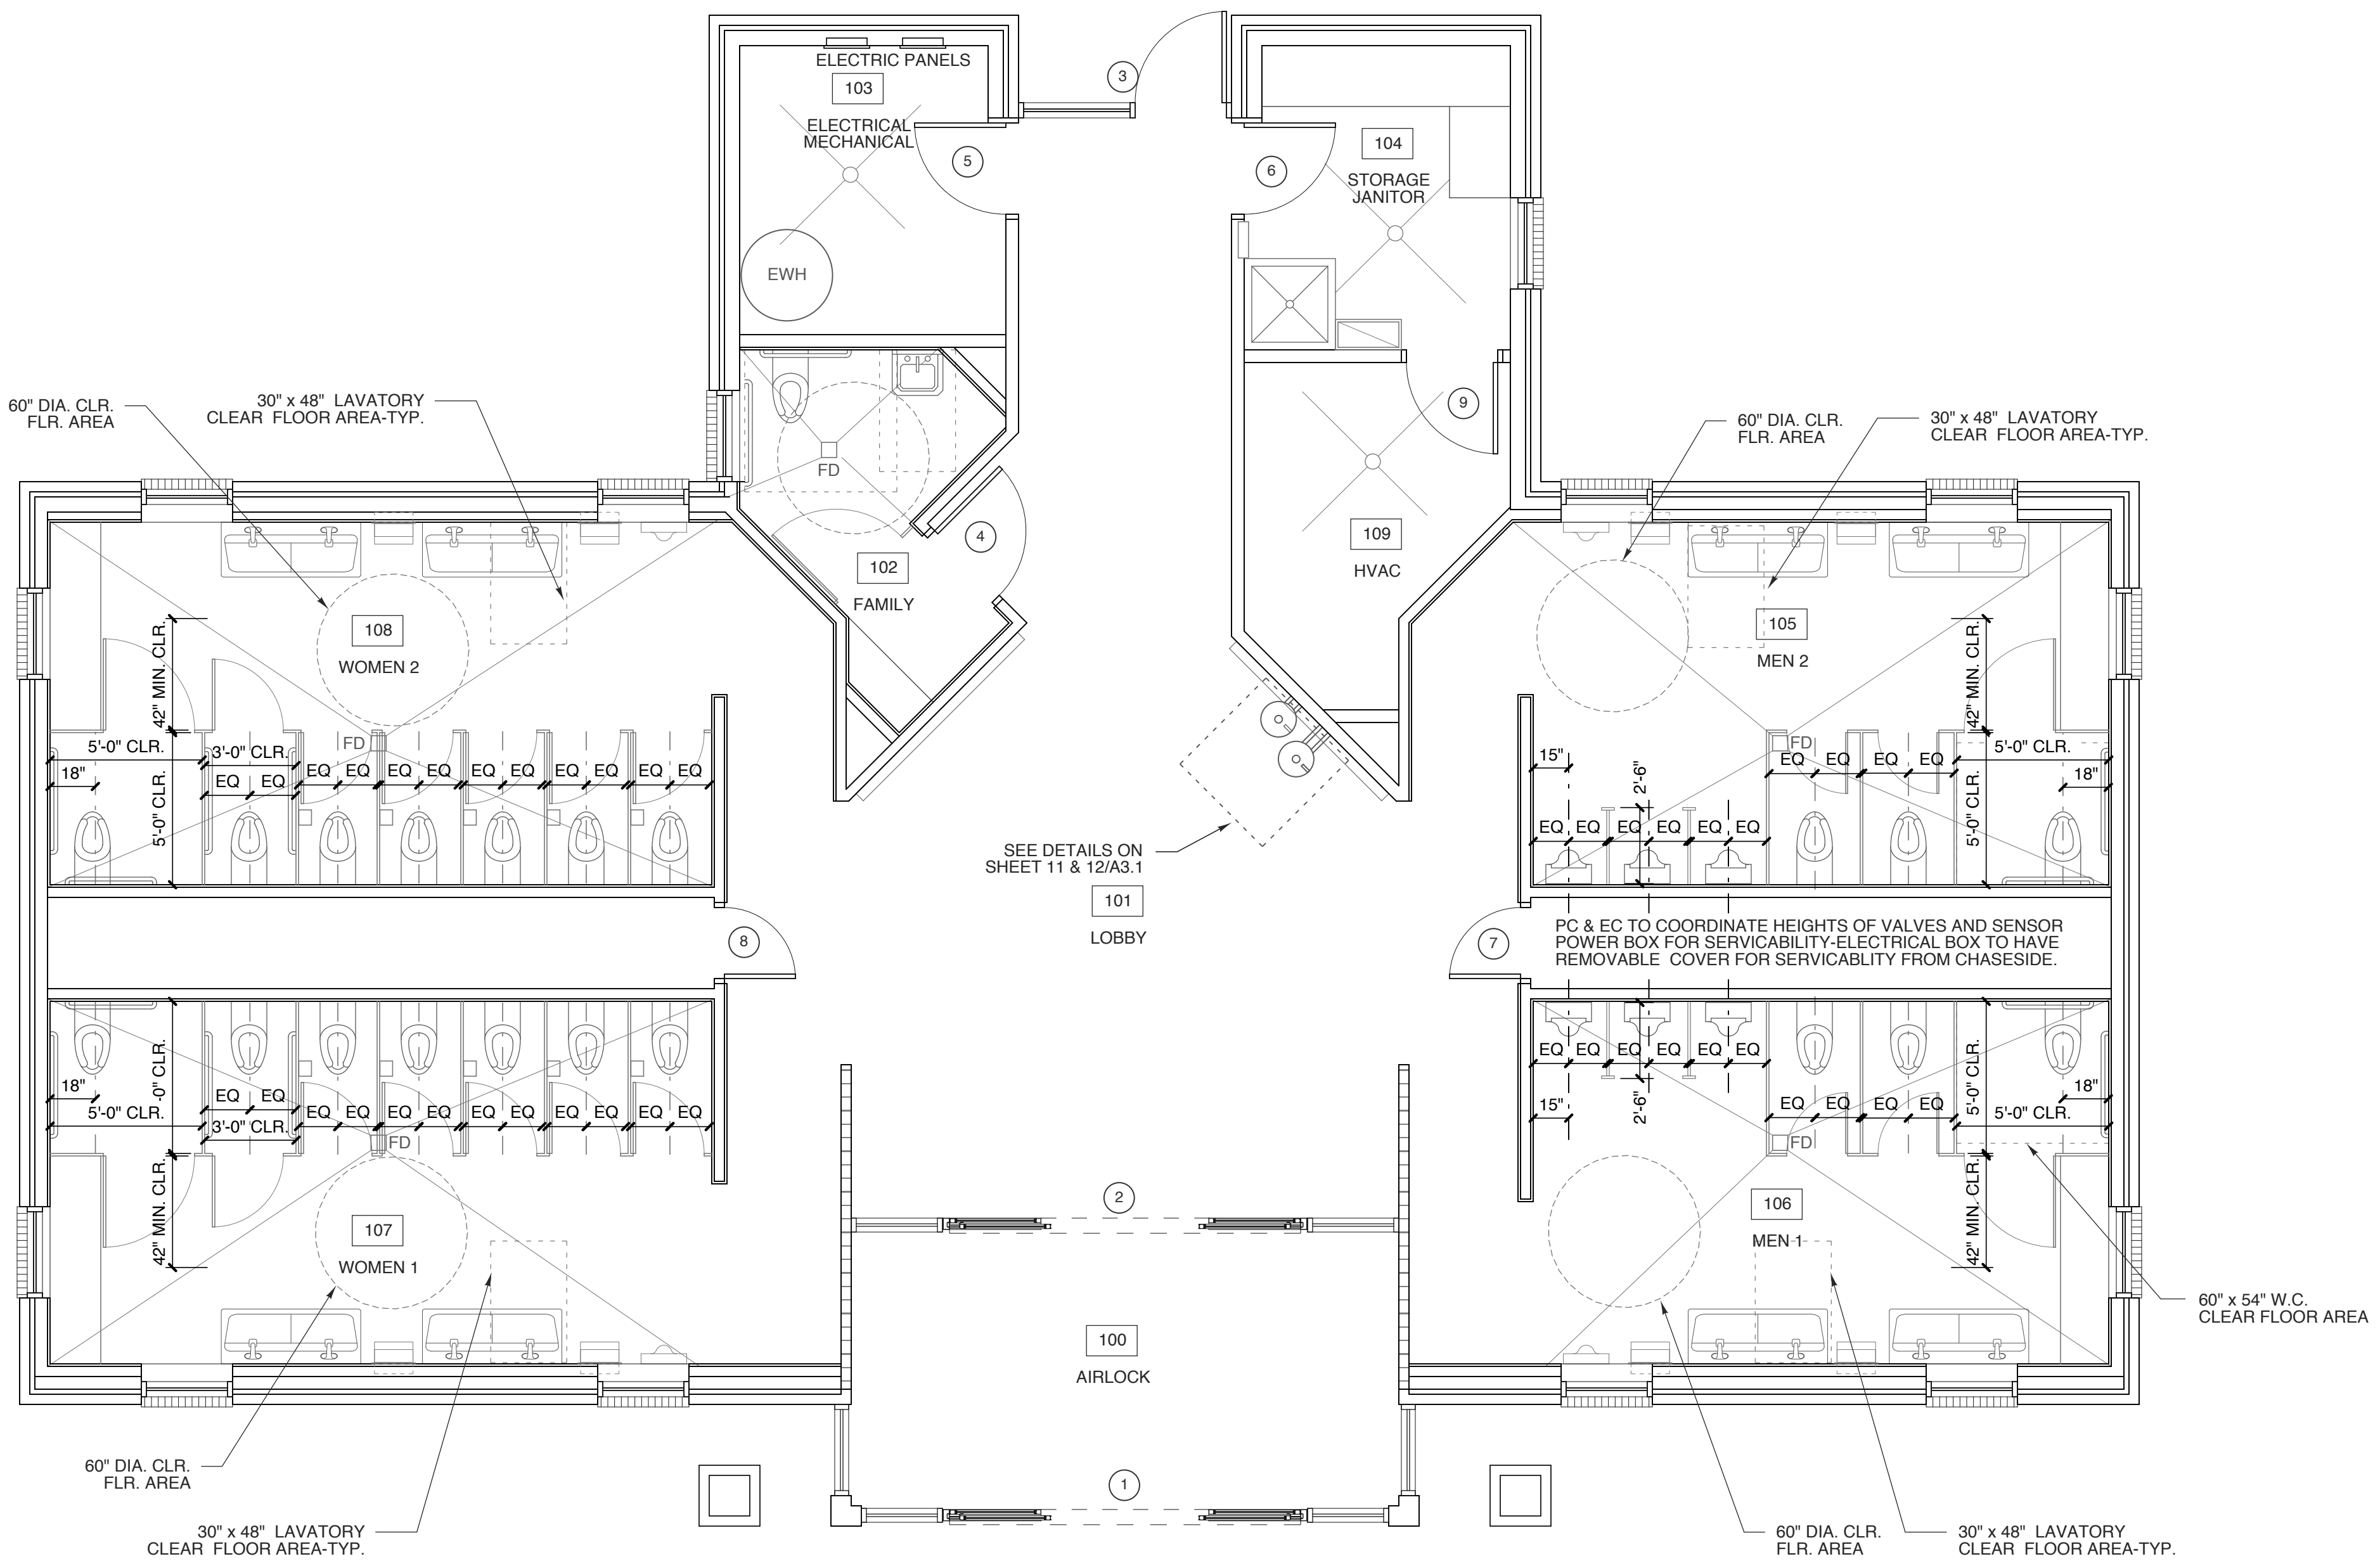 3
ELECTRIC PANELS
103
ELECTRICAL
MECHANICAL
5
6
104
STORAGE
JANITOR
EWH
60" DIA. CLR.
FLR. AREA
30" x 48" LAVATORY
CLEAR FLOOR AREA-TYP.
9
60" DIA. CLR.
FLR. AREA
30" x 48" LAVATORY
CLEAR FLOOR AREA-TYP.
FD
4
102
FAMILY
109
HVAC
108
WOMEN 2
105
MEN 2
42" MIN. CLR.
42" MIN. CLR.
5'-0" CLR.
3'-0" CLR.
FD
18"
EQ EQ EQ EQ EQ EQ EQ EQ EQ EQ EQ EQ
5'-0" CLR.
15"
2'-6"
FD
EQ EQ EQ EQ
5'-0" CLR.
18"
5'-0" CLR.
EQ EQ EQ EQ EQ EQ
SEE DETAILS ON
SHEET 11 & 12/A3.1
101
LOBBY
8
7
PC & EC TO COORDINATE HEIGHTS OF VALVES AND SENSOR
POWER BOX FOR SERVICABILITY-ELECTRICAL BOX TO HAVE
REMOVABLE COVER FOR SERVICABLITY FROM CHASESIDE.
-0" CLR.
18"
EQ EQ
5'-0" CLR.
3'-0" CLR.
EQ EQ EQ EQ EQ EQ EQ EQ EQ EQ
FD
EQ EQ EQ EQ EQ EQ
15"
2'-6"
EQ EQ EQ EQ
5'-0" CLR.
18"
5'-0" CLR.
FD
42" MIN. CLR.
42" MIN. CLR.
2
107
WOMEN 1
106
MEN 1
60" x 54" W.C.
CLEAR FLOOR AREA
100
AIRLOCK
60" DIA. CLR.
FLR. AREA
1
30" x 48" LAVATORY
CLEAR FLOOR AREA-TYP.
60" DIA. CLR.
FLR. AREA
30" x 48" LAVATORY
CLEAR FLOOR AREA-TYP.